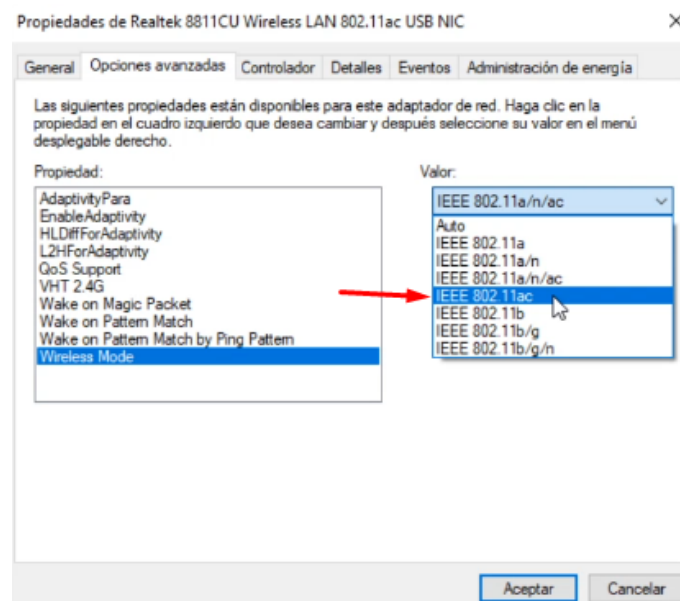 Propiedades de Realtek 8811CU Wireless LAN 802.11ac USB NIC
General Opciones avanzadas Controlador Detalles Eventos Administración de energía
Las siguientes propiedades están disponibles para este adaptador de red. Haga clic en la
propiedad en el cuadro izquierdo que desea cambiar y después seleccione su valor en el menú
desplegable derecho.
Propiedad:
AdaptivityPara
EnableAdaptivity
HLDiffForAdaptivity
L2HForAdaptivity
QoS Support
VHT 2.4G
Wake on Magic Packet
Wake on Pattern Match
Wake on Pattern Match by Ping Pattern
Wireless Mode
Valor:
IEEE 802.11a/n/ac
Auto
IEEE 802.11a
IEEE 802.11a/n
IEEE 802.11a/n/ac
IEEE 802.11ac
IEEE 802.11b
IEEE 802.11b/g
IEEE 802.11b/g/n
Aceptar Cancelar